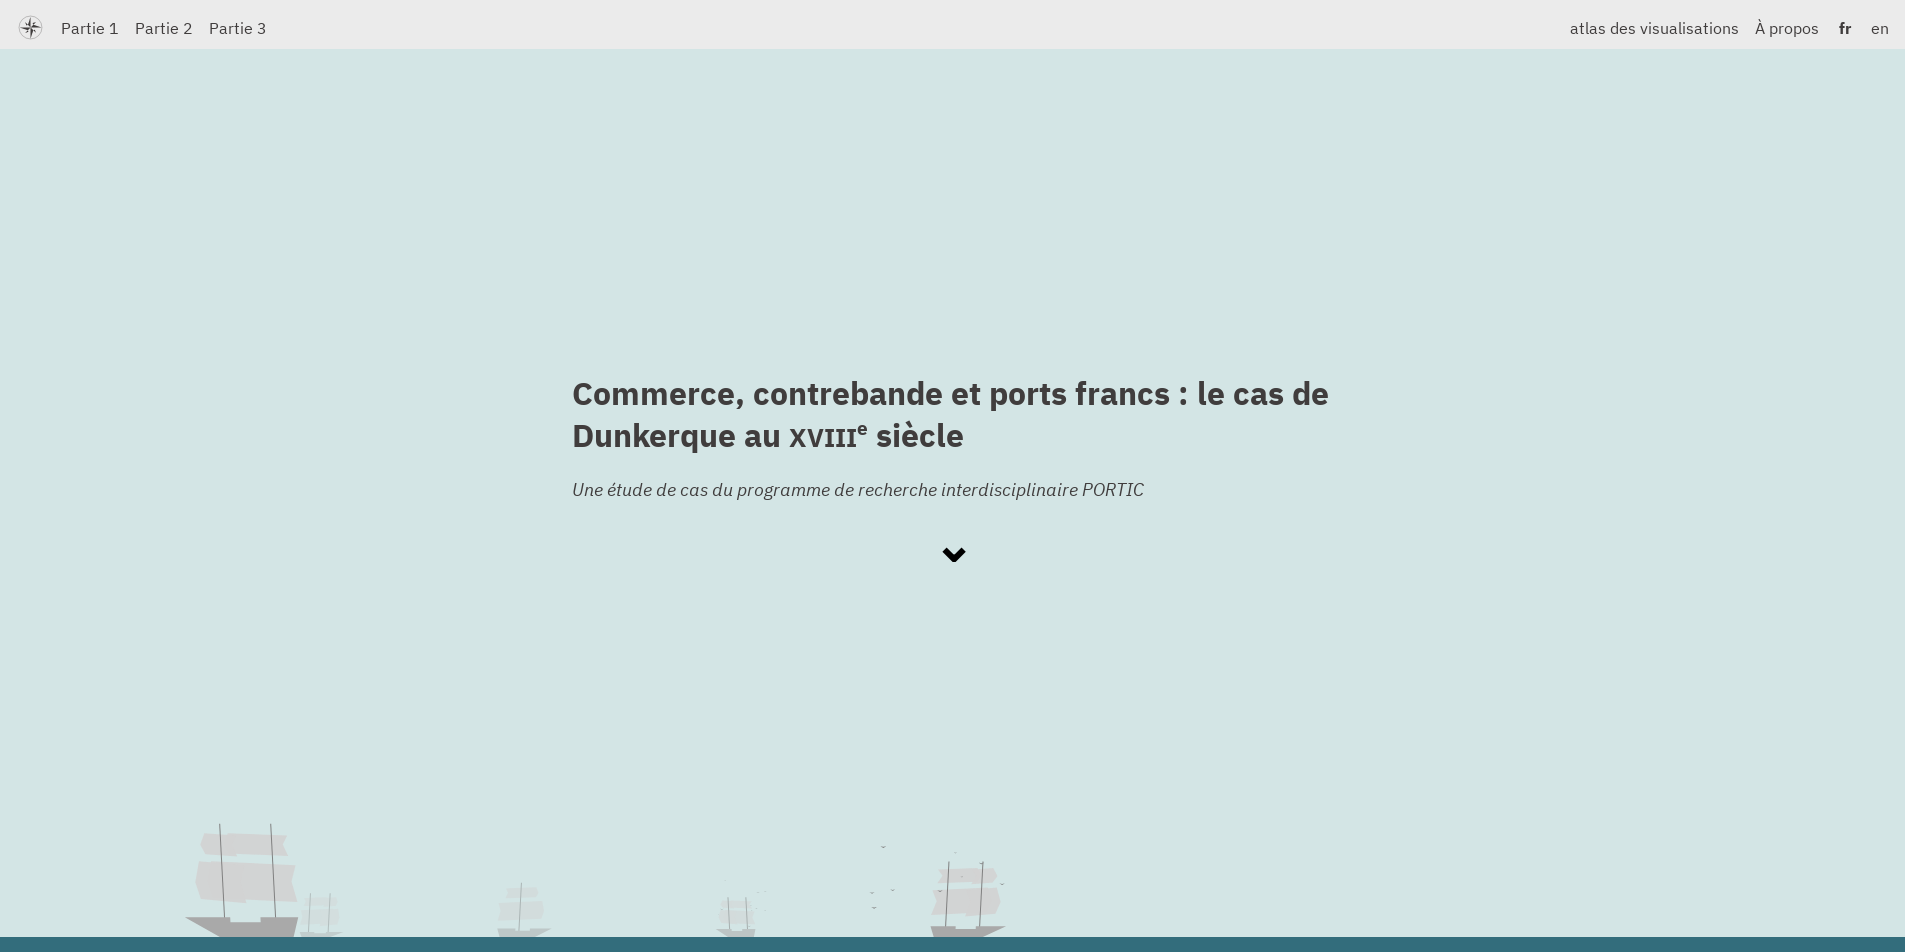 Partie 1 Partie 2 Partie 3 atlas des visualisations À propos fr en
Commerce, contrebande et ports francs : le cas de
Dunkerque au XVIIIe siècle
Une étude de cas du programme de recherche interdisciplinaire PORTIC